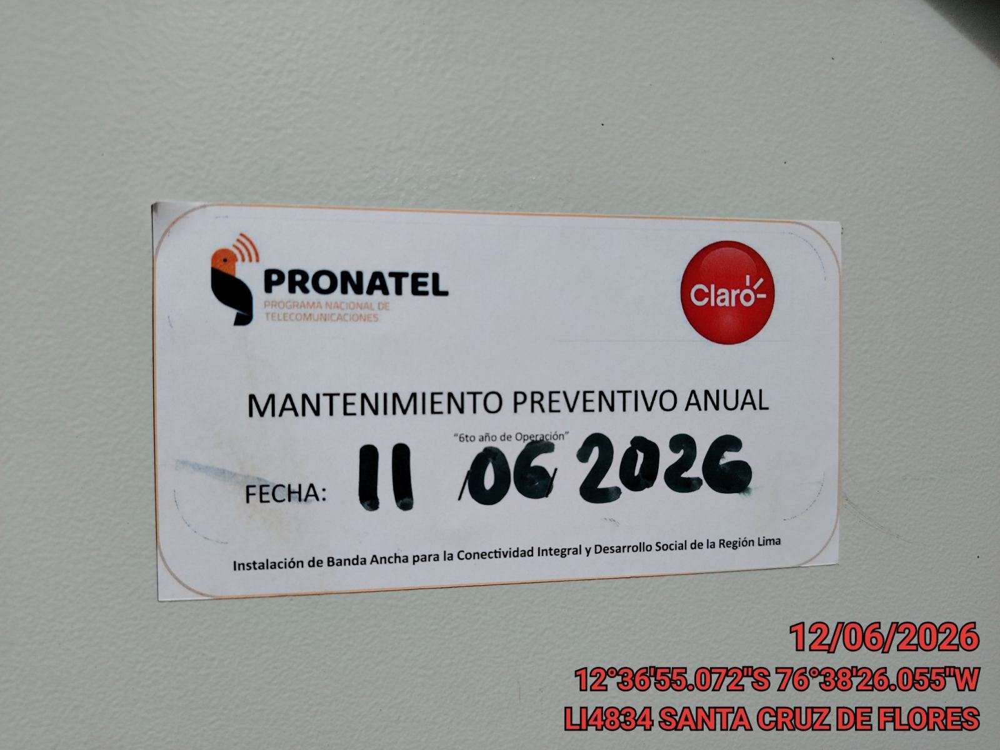 PRONATEL
PROGRAMA NACIONAL DE
TELECOMUNICACIONES
Claro
MANTENIMIENTO PREVENTIVO ANUAL
“6to año de Operación”
FECHA: 11 / 06 / 2026
Instalación de Banda Ancha para la Conectividad Integral y Desarrollo Social de la Región Lima
12/06/2026
12°36'55.072"S 76°38'26.055"W
LI4834 SANTA CRUZ DE FLORES